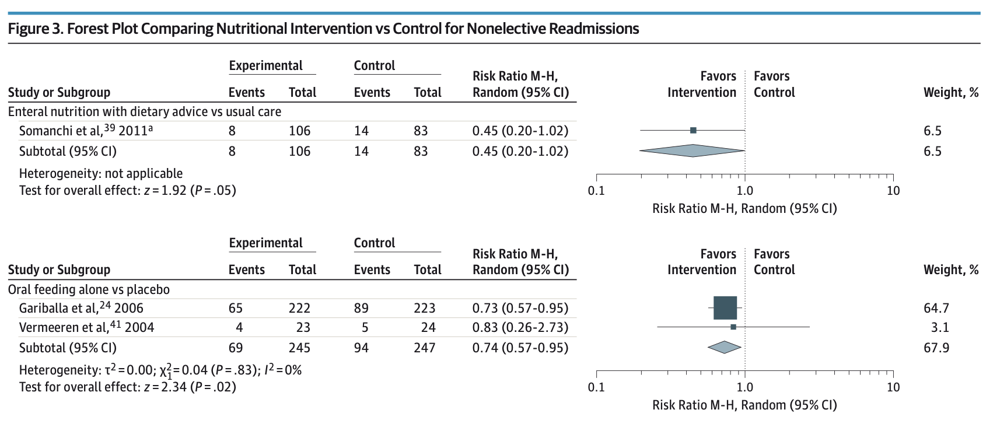 Figure 3. Forest Plot Comparing Nutritional Intervention vs Control for Nonelective Readmissions
Experimental Control
Risk Ratio M-H, Favors Favors
Study or Subgroup Events Total Events Total Random (95% CI) Intervention Control Weight, %
Enteral nutrition with dietary advice vs usual care
Somanchi et al,39 2011a 8 106 14 83 0.45 (0.20-1.02) 6.5
Subtotal (95% CI) 8 106 14 83 0.45 (0.20-1.02) 6.5
Heterogeneity: not applicable
Test for overall effect: z = 1.92 (P = .05)
0.1 1.0 10
Risk Ratio M-H, Random (95% CI)
Experimental Control
Risk Ratio M-H, Favors Favors
Study or Subgroup Events Total Events Total Random (95% CI) Intervention Control Weight, %
Oral feeding alone vs placebo
Gariballa et al,24 2006 65 222 89 223 0.73 (0.57-0.95) 64.7
Vermeeren et al,41 2004 4 23 5 24 0.83 (0.26-2.73) 3.1
Subtotal (95% CI) 69 245 94 247 0.74 (0.57-0.95) 67.9
Heterogeneity: τ2 = 0.00; χ21 = 0.04 (P = .83); I2 = 0%
Test for overall effect: z = 2.34 (P = .02)
0.1 1.0 10
Risk Ratio M-H, Random (95% CI)